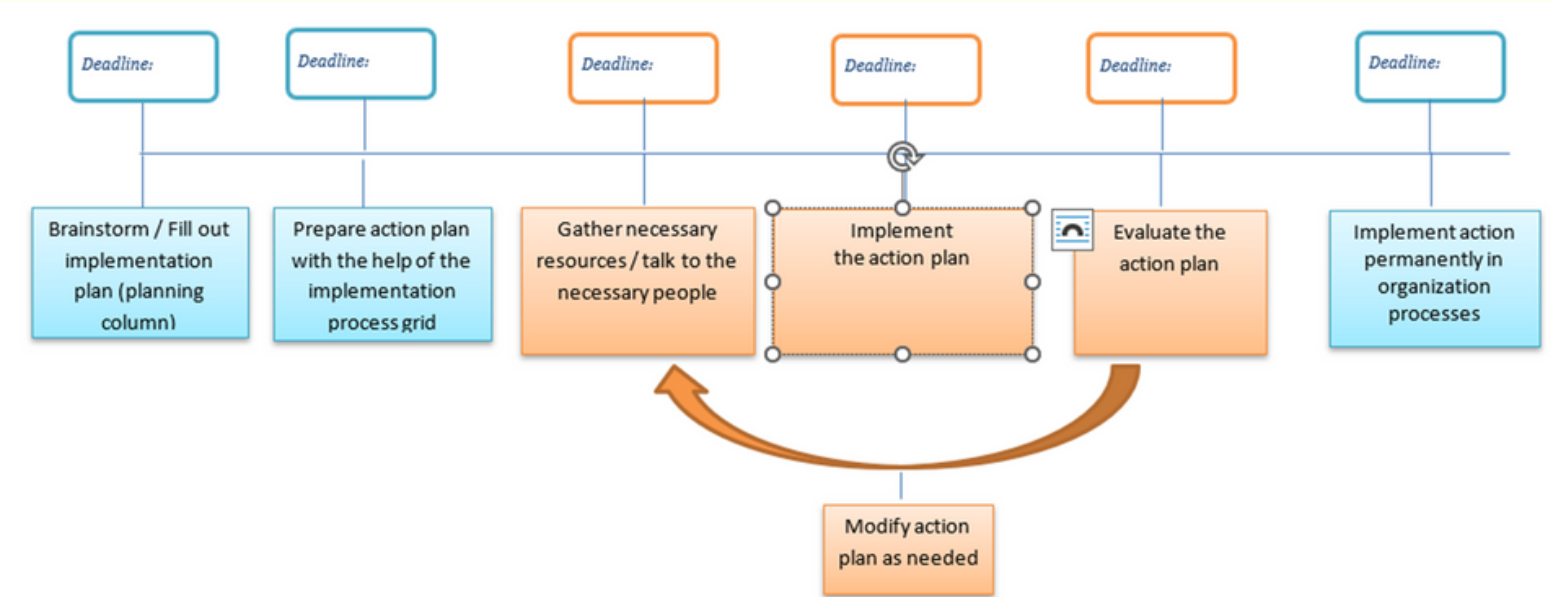 Deadline:
Deadline:
Deadline:
Deadline:
Deadline:
Deadline:
Brainstorm / Fill out
implementation
plan (planning
column)
Prepare action plan
with the help of the
implementation
process grid
Gather necessary
resources / talk to the
necessary people
Implement
the action plan
Evaluate the
action plan
Implement action
permanently in
organization
processes
Modify action
plan as needed